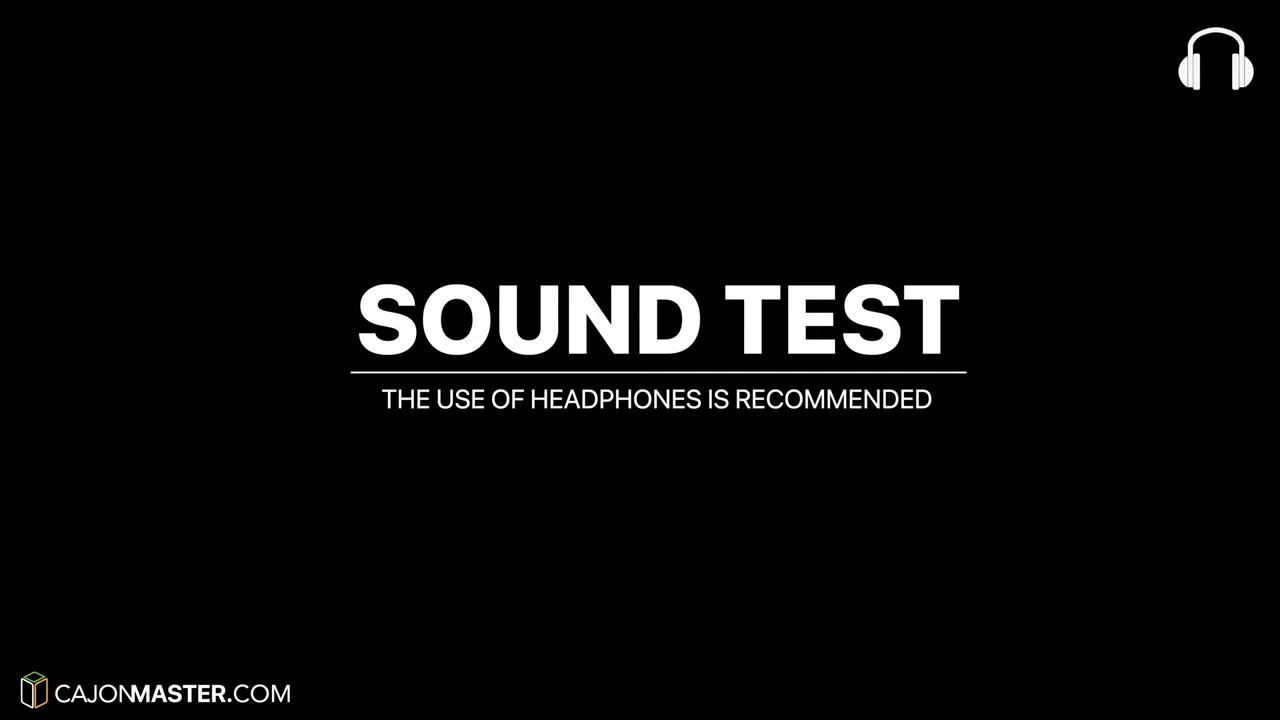 SOUND TEST
THE USE OF HEADPHONES IS RECOMMENDED
CAJONMASTER.COM